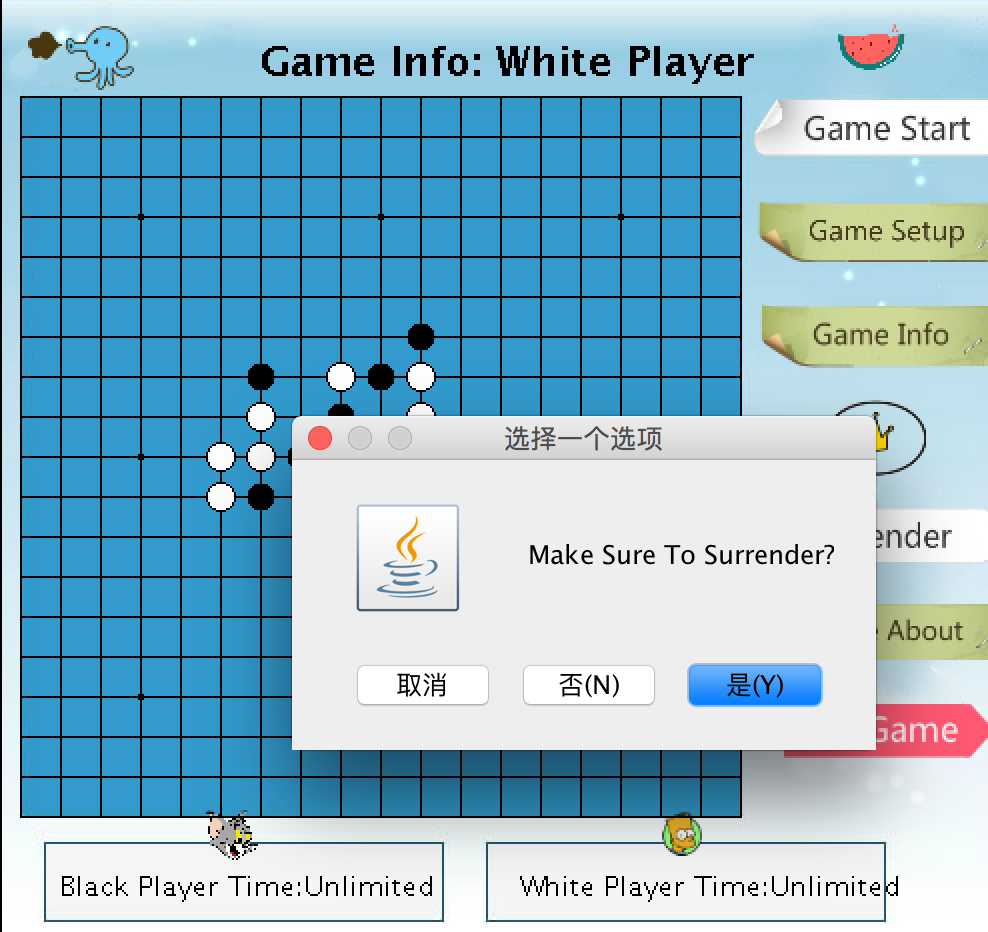 Game Info: White Player
Game Start
Game Setup
Game Info
选择一个选项
ender
Make Sure To Surrender?
About
取消
否(N)
是(Y)
Game
Black Player Time:Unlimited
White Player Time:Unlimited